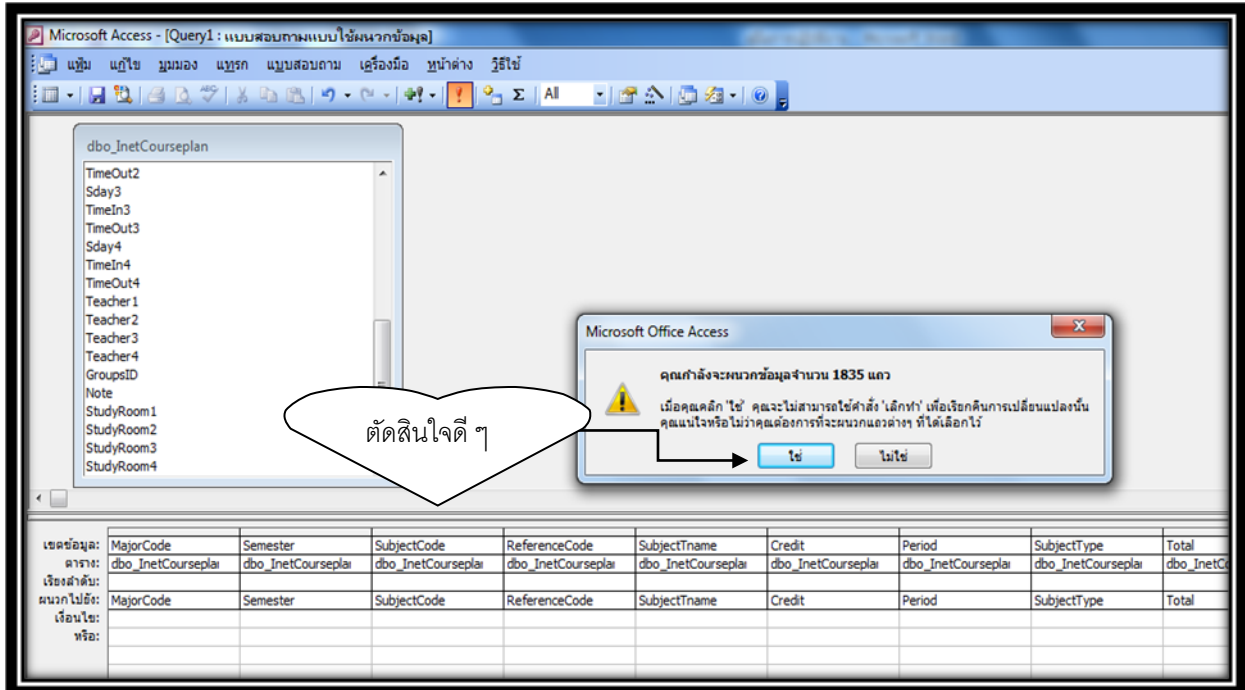 Microsoft Access - [Query1 : แบบสอบถามแบบใช้ผนวกข้อมูล]
แฟ้ม แก้ไข มุมมอง แทรก แบบสอบถาม เครื่องมือ หน้าต่าง วิธีใช้
All
dbo_InetCourseplan
TimeOut2
Sday3
TimeIn3
TimeOut3
Sday4
TimeIn4
TimeOut4
Teacher1
Teacher2
Teacher3
Teacher4
GroupsID
Note
StudyRoom1
StudyRoom2
StudyRoom3
StudyRoom4
Microsoft Office Access
คุณกำลังจะผนวกข้อมูลจำนวน 1835 แถว
เมื่อคุณคลิก 'ใช่' คุณจะไม่สามารถใช้คำสั่ง 'เลิกทำ' เพื่อเรียกคืนการเปลี่ยนแปลงนั้น
คุณแน่ใจหรือไม่ว่าคุณต้องการที่จะผนวกแถวต่างๆ ที่ได้เลือกไว้
ใช่ ไม่ใช่
ตัดสินใจดี ๆ
เขตข้อมูล: MajorCode Semester SubjectCode ReferenceCode SubjectTname Credit Period SubjectType Total
ตาราง: dbo_InetCoursepla dbo_InetCoursepla dbo_InetCoursepla dbo_InetCoursepla dbo_InetCoursepla dbo_InetCoursepla dbo_InetCoursepla dbo_InetCoursepla dbo_InetCo
เรียงลำดับ:
ผนวกไปยัง: MajorCode Semester SubjectCode ReferenceCode SubjectTname Credit Period SubjectType Total
เงื่อนไข:
หรือ: